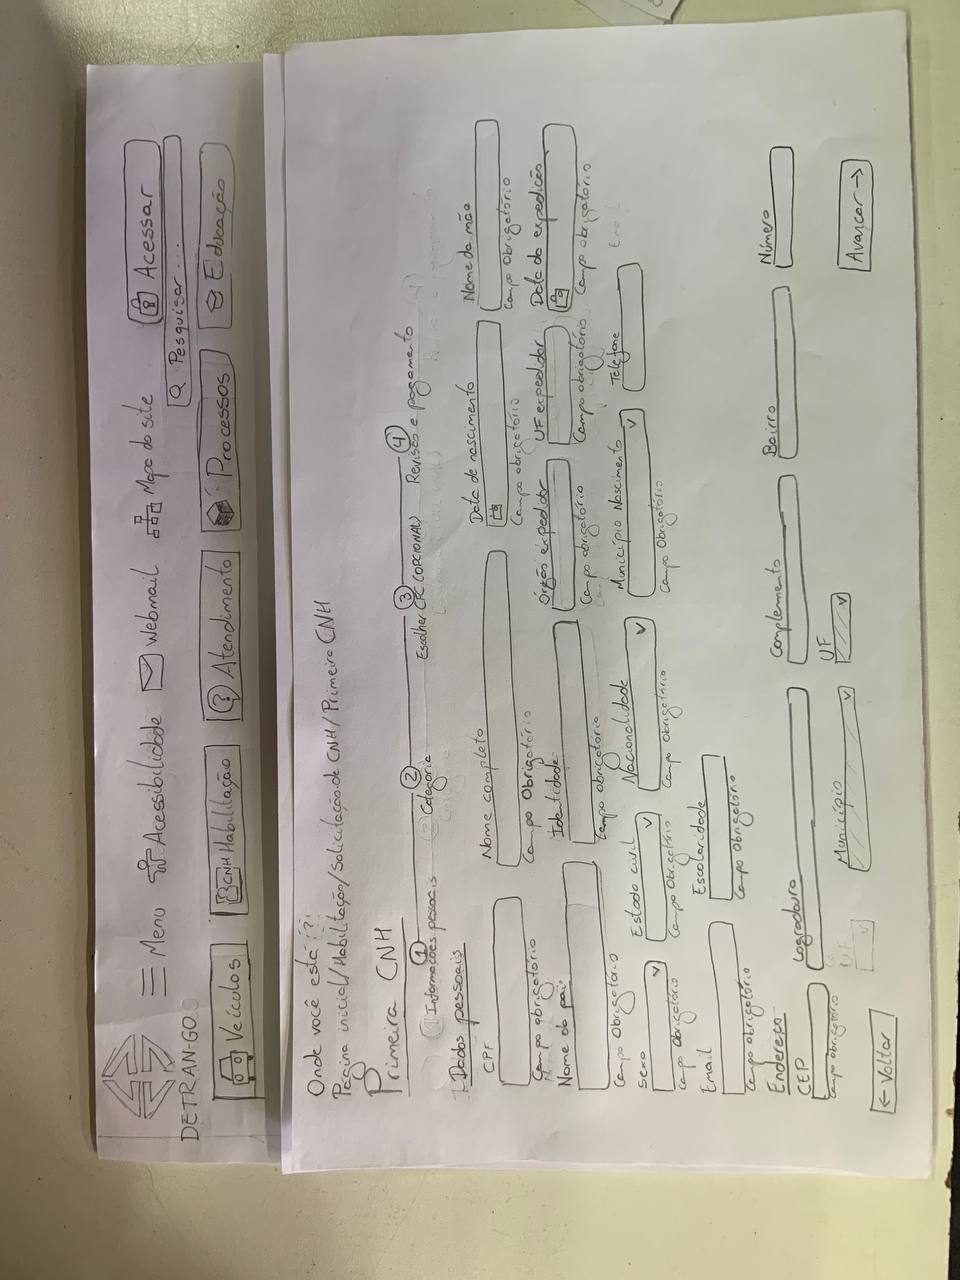 Menu Acessibilidade Webmail Mapa do site Acessar
Pesquisar ...
DETRAN-GO
Veículos CNH Habilitação ? Atendimento Processos Educação
Onde você está ?
Página inicial/Habilitação/Solicitação de CNH/Primeira CNH
Primeira CNH
1 2 3 4
Informações pessoais Categoria Escolher CFC (OPCIONAL) Revisão e pagamento
Dados pessoais
CPF Nome completo Data de nascimento Nome da mãe
Campo obrigatório Campo Obrigatório Campo obrigatório Campo Obrigatório
Nome do pai Identidade Órgão expedidor UF expedidor Data de expedicão
Campo Obrigatório Campo obrigatório Campo obrigatório Campo obrigatório Campo obrigatório
Sexo Estado civil Nacionalidade Município Nascimento Telefone
Campo Obrigatório Campo Obrigatório Campo Obrigatório Campo Obrigatório
Email Escolaridade
Campo Obrigatório Campo Obrigatório
Endereço
CEP Logradouro Complemento Bairro Número
Campo obrigatório
UF Município UF
← Voltar Avançar →